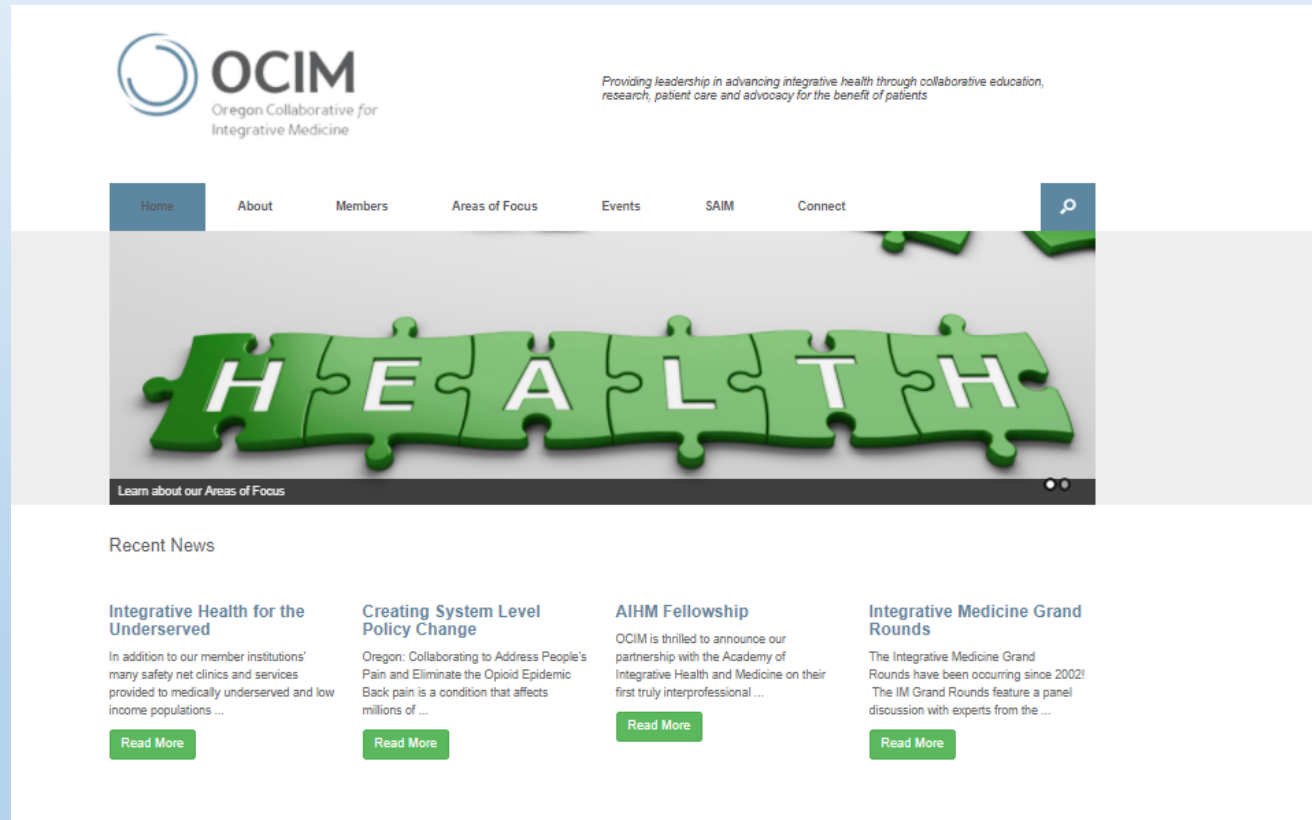 OCIM
Oregon Collaborative for
Integrative Medicine
Providing leadership in advancing integrative health through collaborative education,
research, patient care and advocacy for the benefit of patients
Home About Members Areas of Focus Events SAIM Connect
HEALTH
Learn about our Areas of Focus
Recent News
Integrative Health for the
Underserved
In addition to our member institutions'
many safety net clinics and services
provided to medically underserved and low
income populations ...
Read More
Creating System Level
Policy Change
Oregon: Collaborating to Address People's
Pain and Eliminate the Opioid Epidemic
Back pain is a condition that affects
millions of ...
Read More
AIHM Fellowship
OCIM is thrilled to announce our
partnership with the Academy of
Integrative Health and Medicine on their
first truly interprofessional ...
Read More
Integrative Medicine Grand
Rounds
The Integrative Medicine Grand
Rounds have been occurring since 2002!
The IM Grand Rounds feature a panel
discussion with experts from the ...
Read More